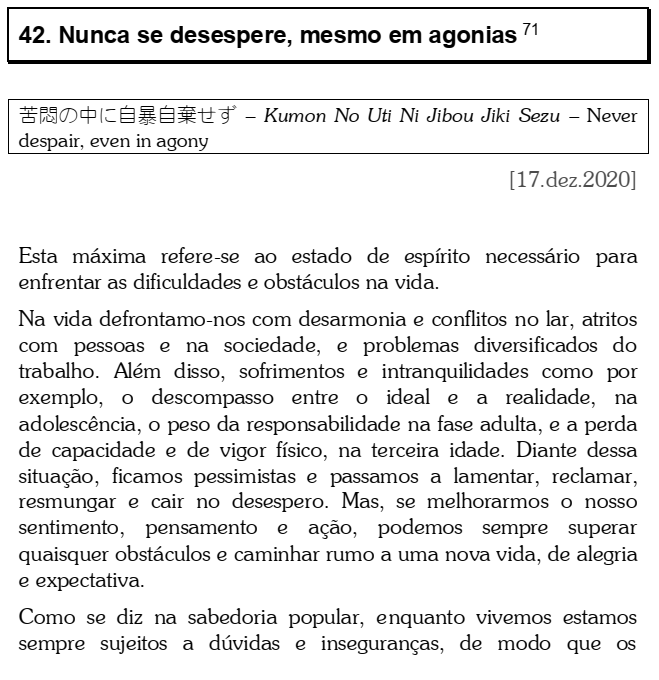 42. Nunca se desespere, mesmo em agonias 71
苦悶の中に自暴自棄せず – Kumon No Uti Ni Jibou Jiki Sezu – Never
despair, even in agony
[17.dez.2020]
Esta máxima refere-se ao estado de espírito necessário para
enfrentar as dificuldades e obstáculos na vida.
Na vida defrontamo-nos com desarmonia e conflitos no lar, atritos
com pessoas e na sociedade, e problemas diversificados do
trabalho. Além disso, sofrimentos e intranquilidades como por
exemplo, o descompasso entre o ideal e a realidade, na
adolescência, o peso da responsabilidade na fase adulta, e a perda
de capacidade e de vigor físico, na terceira idade. Diante dessa
situação, ficamos pessimistas e passamos a lamentar, reclamar,
resmungar e cair no desespero. Mas, se melhorarmos o nosso
sentimento, pensamento e ação, podemos sempre superar
quaisquer obstáculos e caminhar rumo a uma nova vida, de alegria
e expectativa.
Como se diz na sabedoria popular, enquanto vivemos estamos
sempre sujeitos a dúvidas e inseguranças, de modo que os